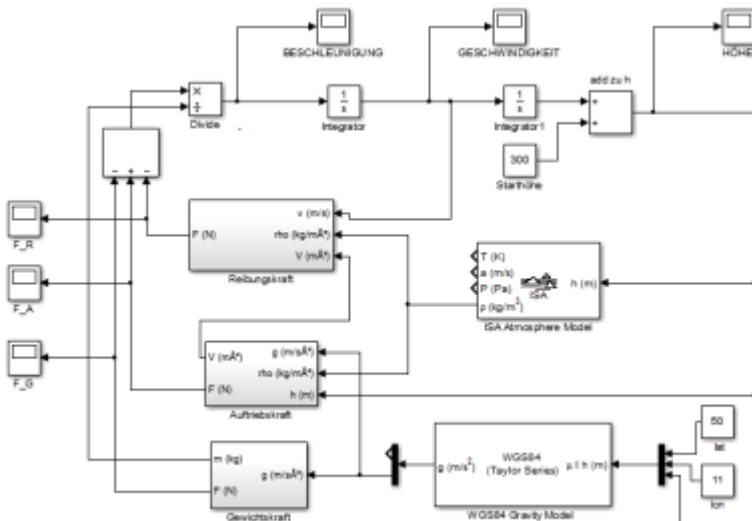 BESCHLEUNIGUNG
GESCHWINDIGKEIT
HÖHE
add zu h
×
÷
Divide
1
s
Integrator
1
s
Integrator1
+
+
300
Starthöhe
− + −
F_R
F_A
F_G
v (m/s)
rho (kg/mÂ³)
V (mÂ³)
F (N)
Reibungskraft
T (K)
a (m/s)
P (Pa)
ρ (kg/m³)
ISA
h (m)
ISA Atmosphere Model
V (mÂ³)
F (N)
g (m/sÂ²)
rho (kg/mÂ³)
h (m)
Auftriebskraft
m (kg)
F (N)
g (m/sÂ²)
Gewichtskraft
g (m/s²)
WGS84
(Taylor Series)
μ l h (m)
WGS84 Gravity Model
50
lat
11
lon